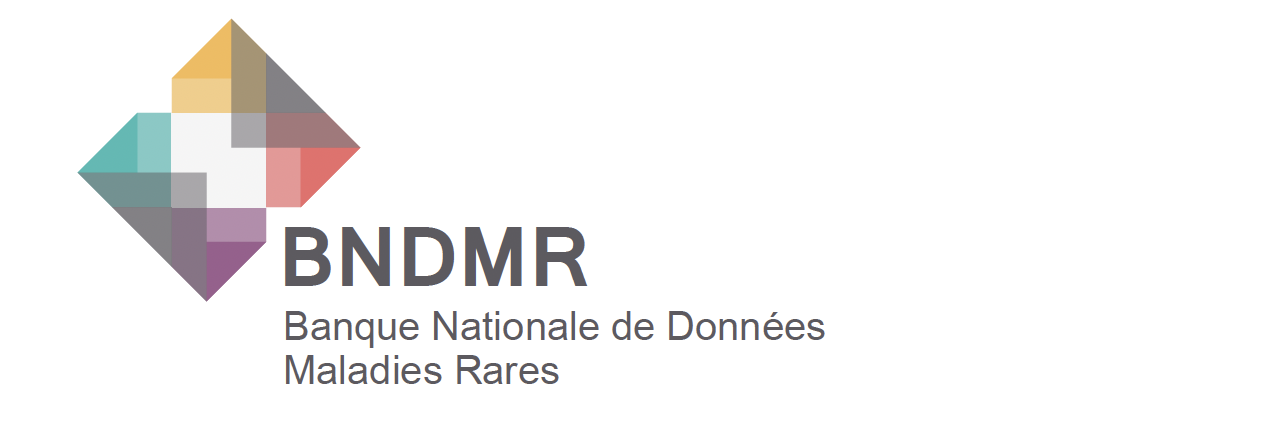 BNDMR
Banque Nationale de Données
Maladies Rares